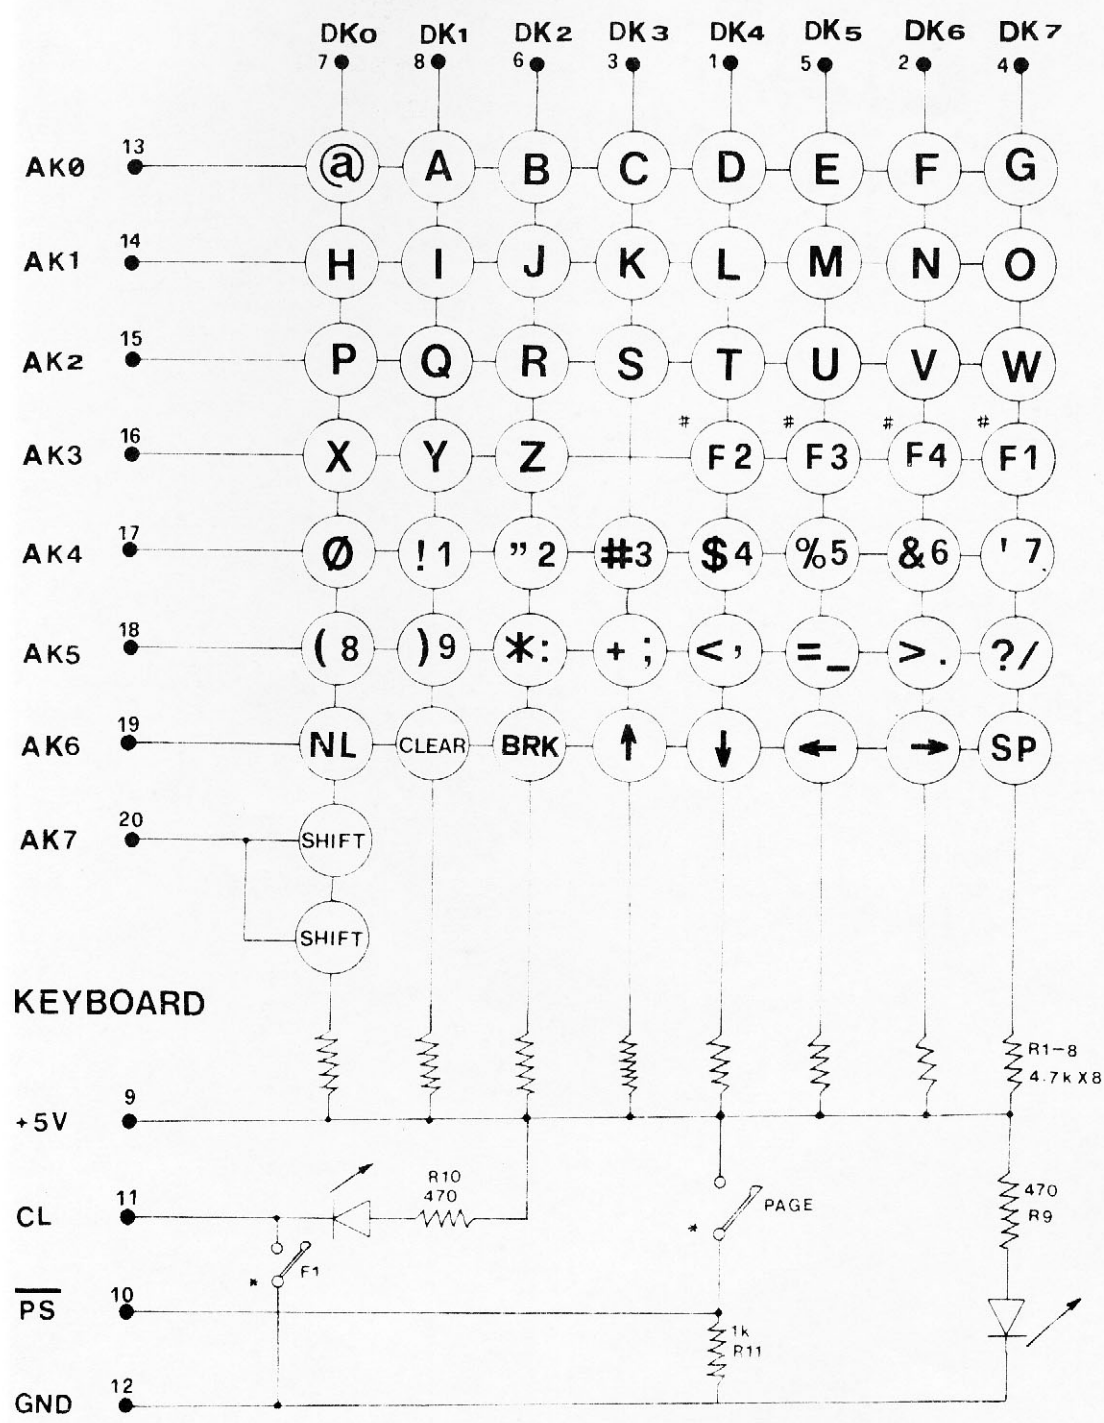 DK0 DK1 DK2 DK3 DK4 DK5 DK6 DK7
7 8 6 3 1 5 2 4
AK0 13 @ A B C D E F G
AK1 14 H I J K L M N O
AK2 15 P Q R S T U V W
# # # #
AK3 16 X Y Z F2 F3 F4 F1
AK4 17 Ø !1 "2 #3 $4 %5 &6 '7
AK5 18 (8 )9 *: +; <, =_ >. ?/
AK6 19 NL CLEAR BRK ↑ ↓ ← → SP
AK7 20 SHIFT
SHIFT
KEYBOARD
R1-8
4.7k X8
+5V 9
R10
470
CL 11
PAGE
*
470
R9
F1
*
PS 10
1k
R11
GND 12